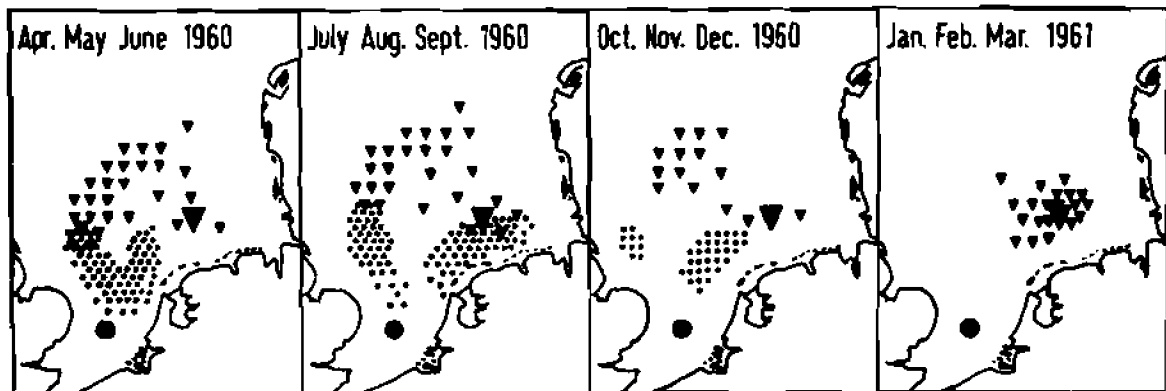 Apr. May June 1960
July Aug. Sept. 1960
Oct. Nov. Dec. 1960
Jan. Feb. Mar. 1961